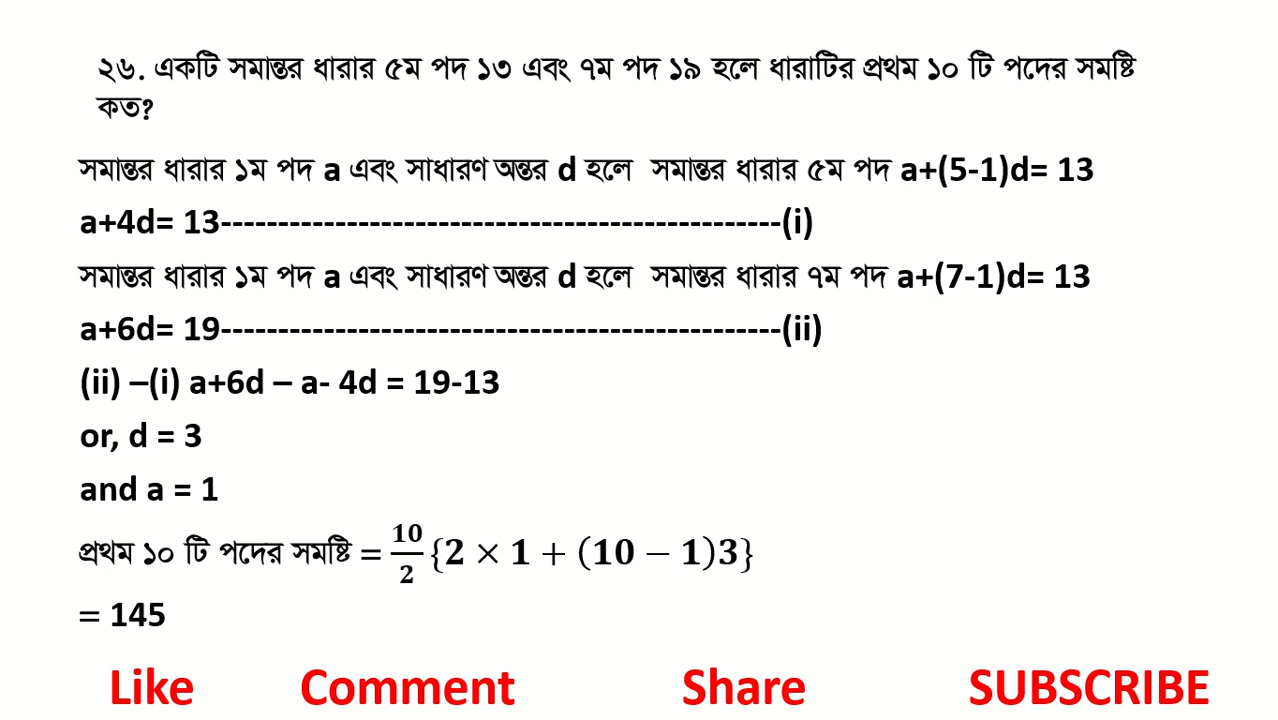 ২৬. একটি সমান্তর ধারার ৫ম পদ ১৩ এবং ৭ম পদ ১৯ হলে ধারাটির প্রথম ১০ টি পদের সমষ্টি
কত?
সমান্তর ধারার ১ম পদ a এবং সাধারণ অন্তর d হলে সমান্তর ধারার ৫ম পদ a+(5-1)d= 13
a+4d= 13-------------------------------------------------(i)
সমান্তর ধারার ১ম পদ a এবং সাধারণ অন্তর d হলে সমান্তর ধারার ৭ম পদ a+(7-1)d= 13
a+6d= 19-------------------------------------------------(ii)
(ii) –(i) a+6d – a- 4d = 19-13
or, d = 3
and a = 1
প্রথম ১০ টি পদের সমষ্টি = 10/2 {2 × 1 + (10 − 1)3}
= 145
Like Comment Share SUBSCRIBE